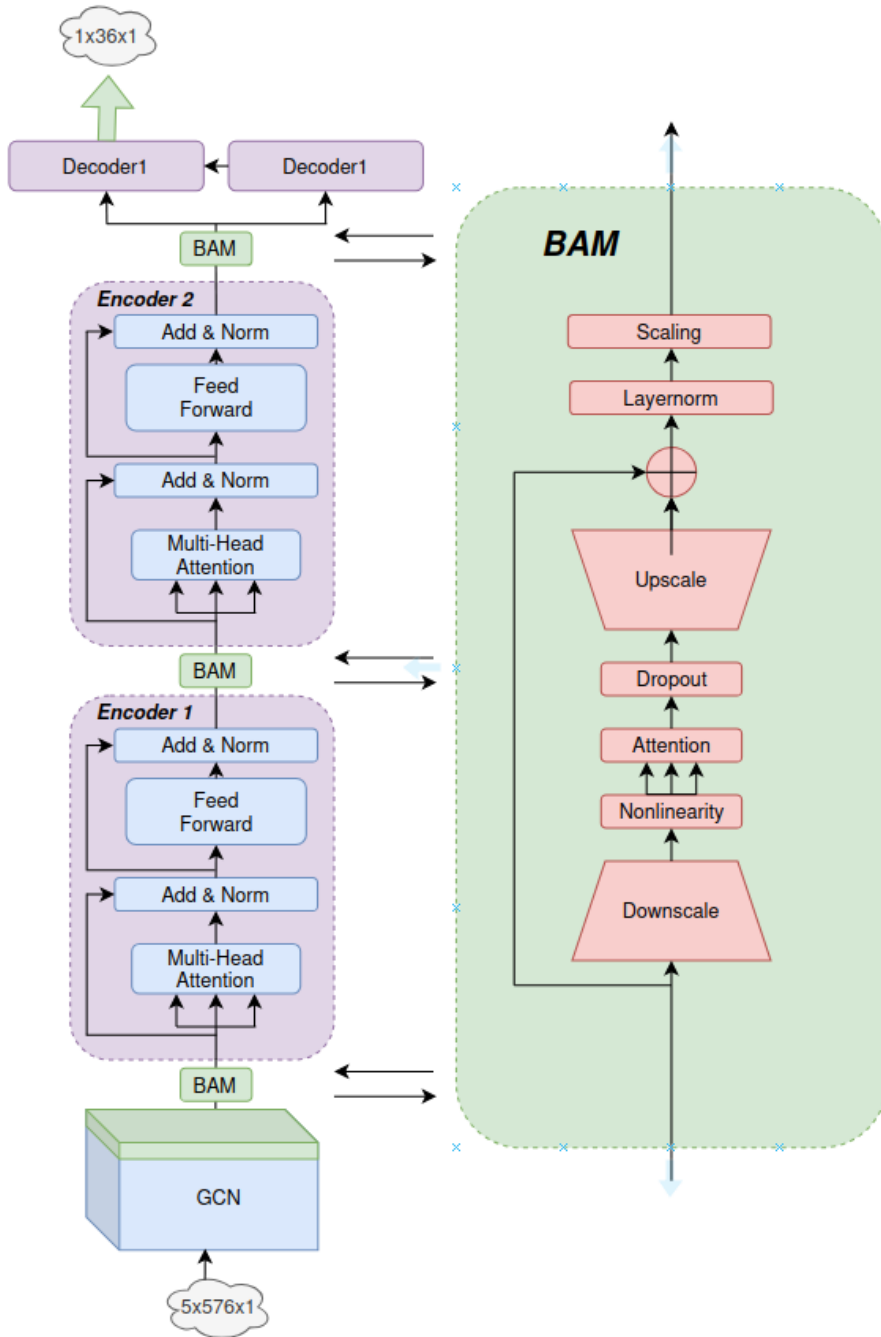 1x36x1
Decoder1
Decoder1
BAM
Encoder 2
Add & Norm
Feed
Forward
Add & Norm
Multi-Head
Attention
BAM
Encoder 1
Add & Norm
Feed
Forward
Add & Norm
Multi-Head
Attention
BAM
GCN
5x576x1
BAM
Scaling
Layernorm
Upscale
Dropout
Attention
Nonlinearity
Downscale